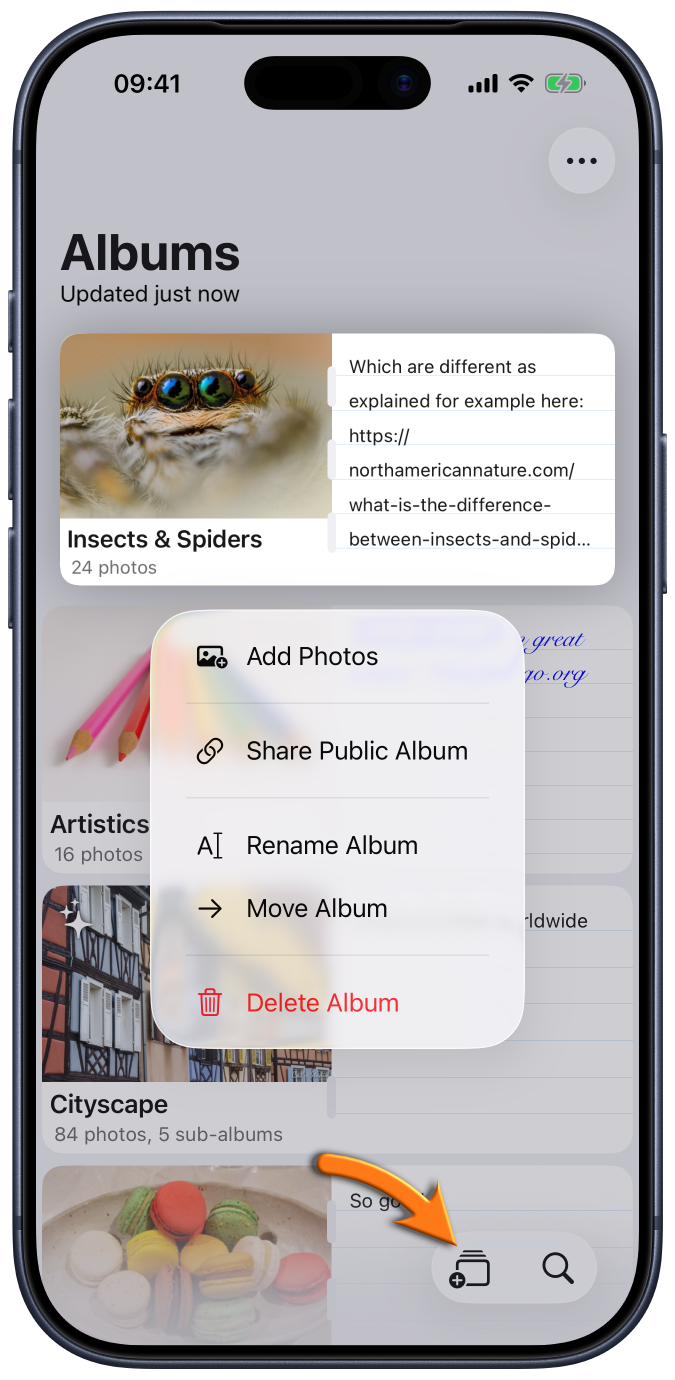 09:41
Albums
Updated just now
Which are different as
explained for example here:
https://
northamericannature.com/
what-is-the-difference-
between-insects-and-spid...
Insects & Spiders
24 photos
great
go.org
Add Photos
Share Public Album
Rename Album
Move Album
Delete Album
Artistics
16 photos
Cityscape
84 photos, 5 sub-albums
So